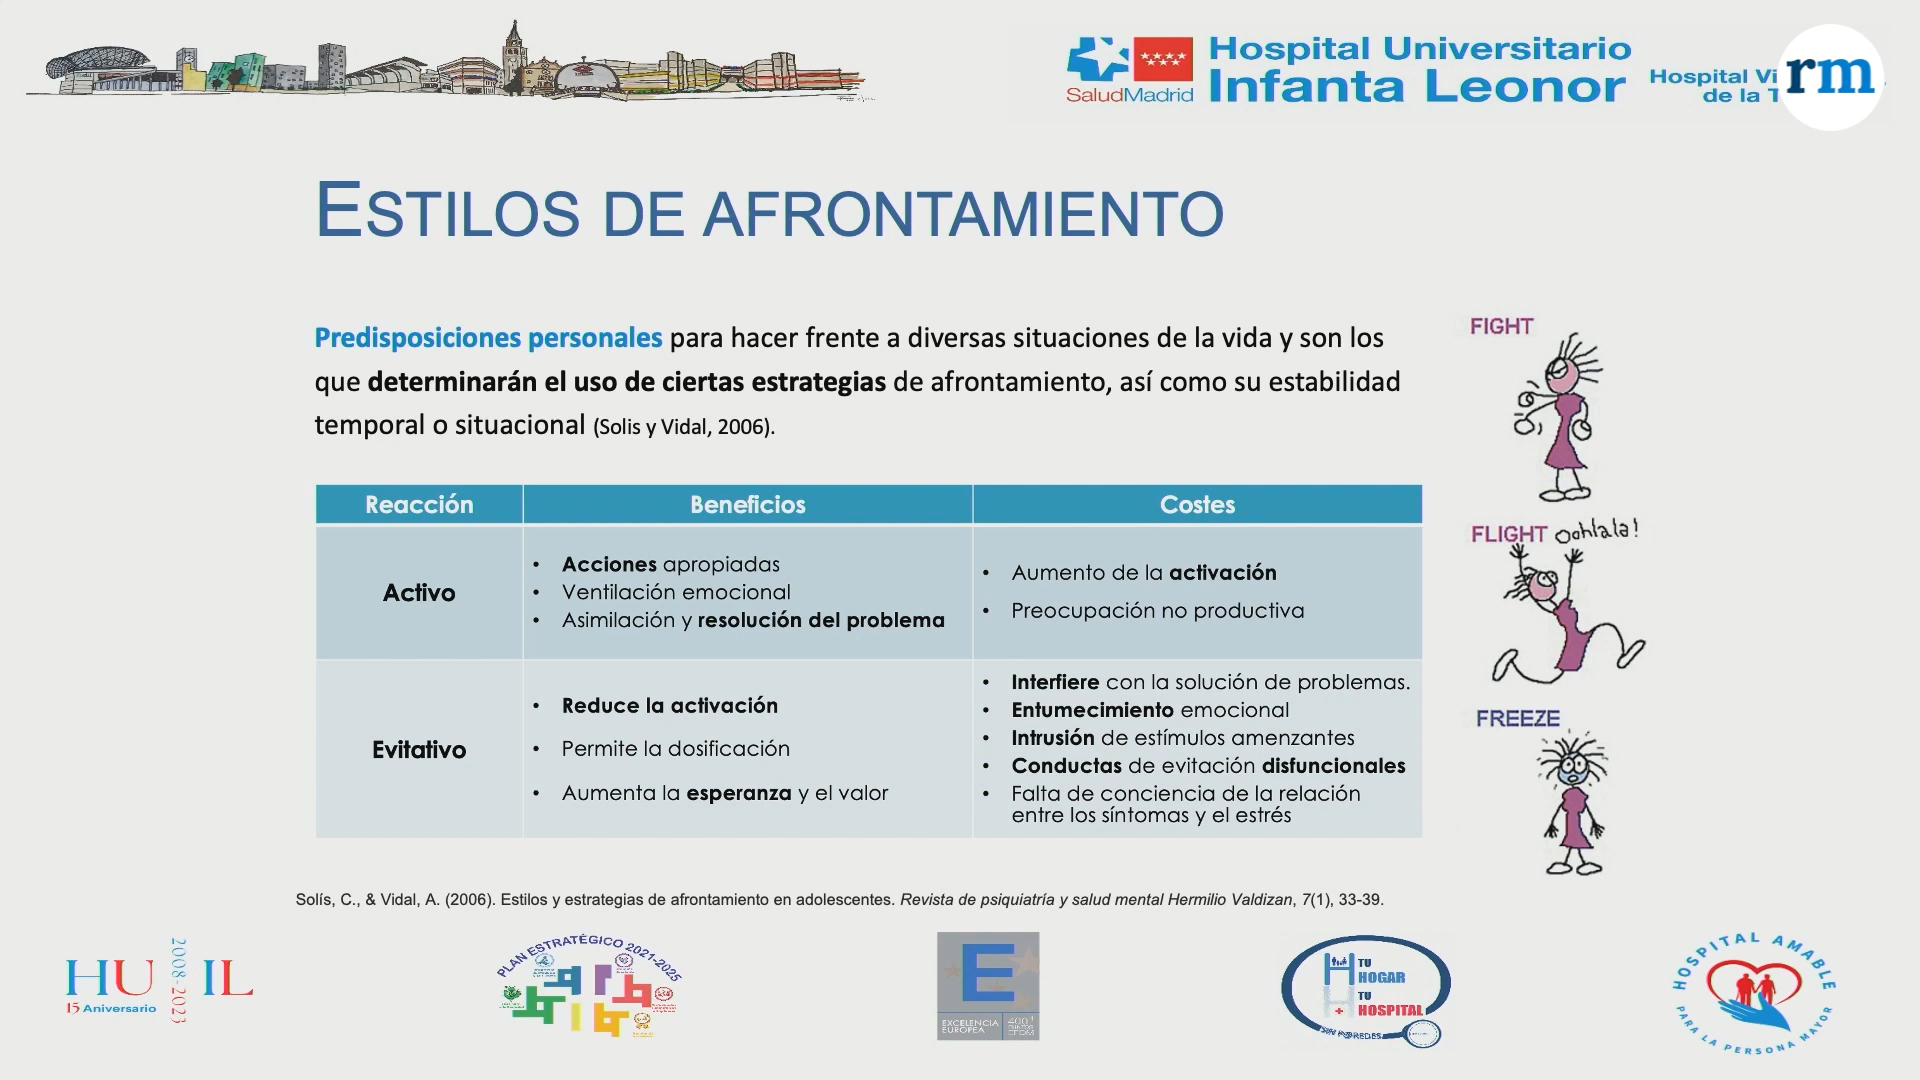 SaludMadrid
Hospital Universitario
Infanta Leonor
Hospital Vi
de la T
rm
ESTILOS DE AFRONTAMIENTO
Predisposiciones personales para hacer frente a diversas situaciones de la vida y son los
que determinarán el uso de ciertas estrategias de afrontamiento, así como su estabilidad
temporal o situacional (Solis y Vidal, 2006).
Reacción Beneficios Costes
Activo
• Acciones apropiadas
• Ventilación emocional
• Asimilación y resolución del problema
• Aumento de la activación
• Preocupación no productiva
Evitativo
• Reduce la activación
• Permite la dosificación
• Aumenta la esperanza y el valor
• Interfiere con la solución de problemas.
• Entumecimiento emocional
• Intrusión de estímulos amenzantes
• Conductas de evitación disfuncionales
• Falta de conciencia de la relación
entre los síntomas y el estrés
FIGHT
FLIGHT Oohlala!
FREEZE
Solís, C., & Vidal, A. (2006). Estilos y estrategias de afrontamiento en adolescentes. Revista de psiquiatría y salud mental Hermilio Valdizan, 7(1), 33-39.
HU IL
2008-2023
15 Aniversario
PLAN ESTRATÉGICO 2021-2025
E
EXCELENCIA
EUROPEA
400+
TU
HOGAR
TU
HOSPITAL
HOSPITAL AMABLE
PARA LA PERSONA MAYOR